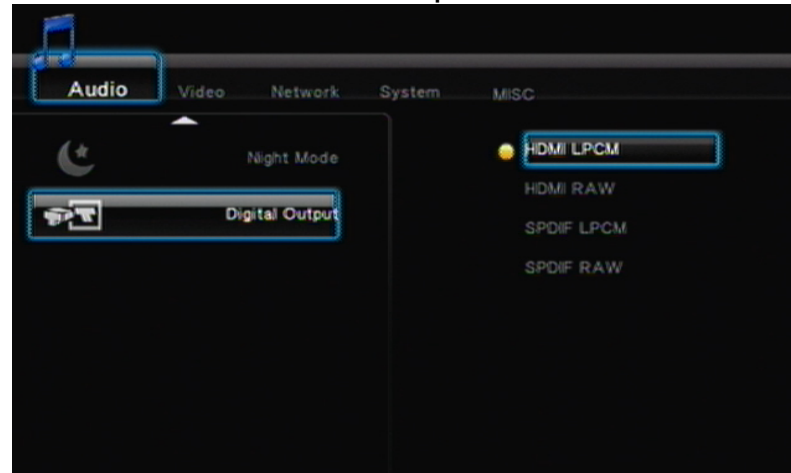 Audio Video Network System MISC
Night Mode
Digital Output
HDMI LPCM
HDMI RAW
SPDIF LPCM
SPDIF RAW